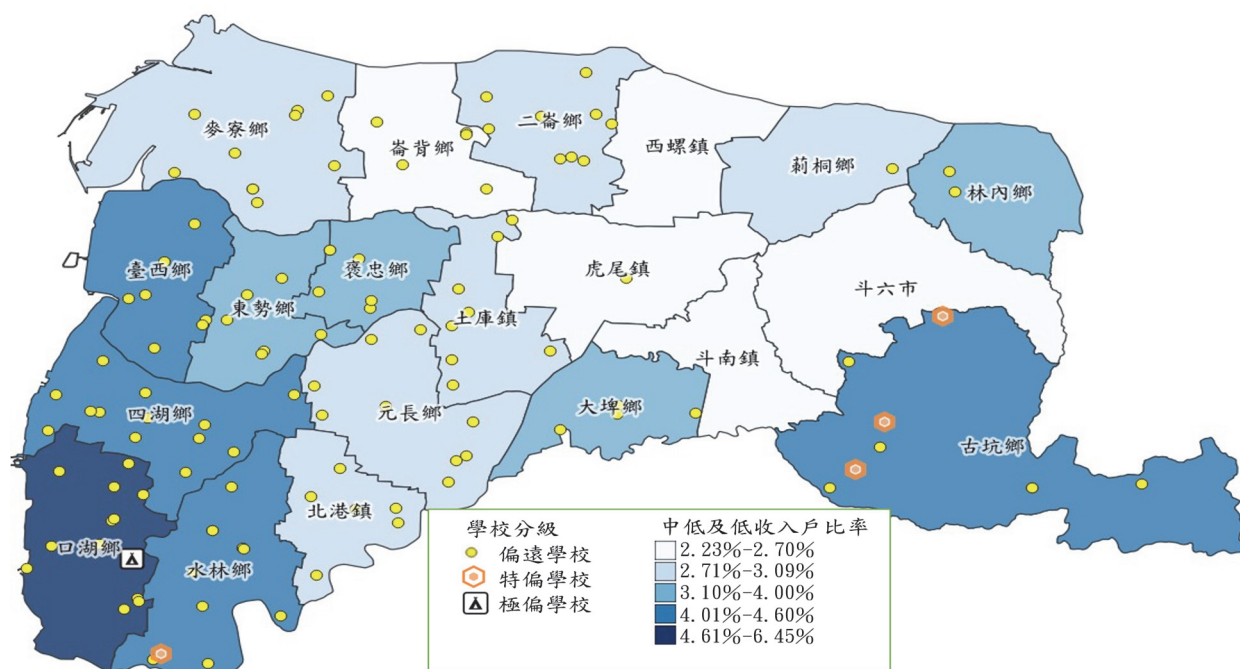 麥寮鄉
崙背鄉
二崙鄉
西螺鎮
莿桐鄉
林內鄉
臺西鄉
東勢鄉
褒忠鄉
土庫鎮
虎尾鎮
斗六市
斗南鎮
四湖鄉
元長鄉
大埤鄉
古坑鄉
口湖鄉
水林鄉
北港鎮
學校分級
偏遠學校
特偏學校
極偏學校
中低及低收入戶比率
2.23%-2.70%
2.71%-3.09%
3.10%-4.00%
4.01%-4.60%
4.61%-6.45%